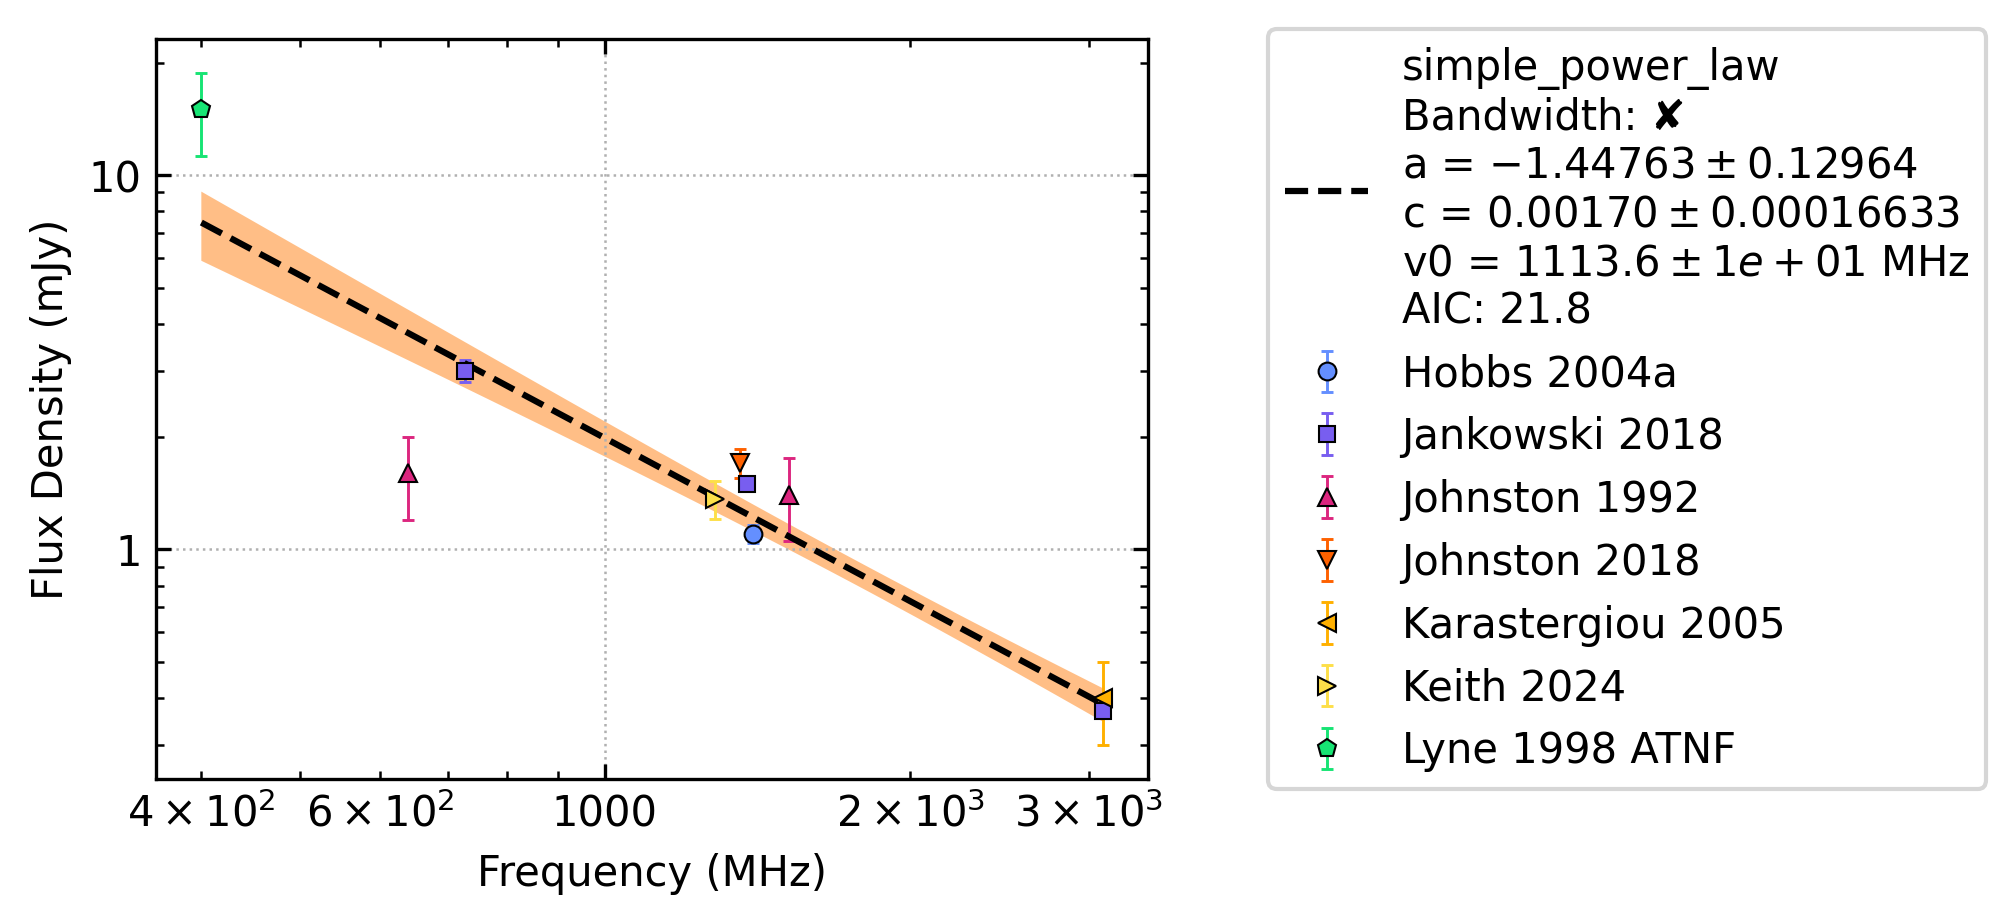 10
1
Flux Density (mJy)
4 × 10² 6 × 10² 1000 2 × 10³ 3 × 10³
Frequency (MHz)
simple_power_law
Bandwidth: ✘
a = −1.44763 ± 0.12964
c = 0.00170 ± 0.00016633
v0 = 1113.6 ± 1e + 01 MHz
AIC: 21.8
Hobbs 2004a
Jankowski 2018
Johnston 1992
Johnston 2018
Karastergiou 2005
Keith 2024
Lyne 1998 ATNF